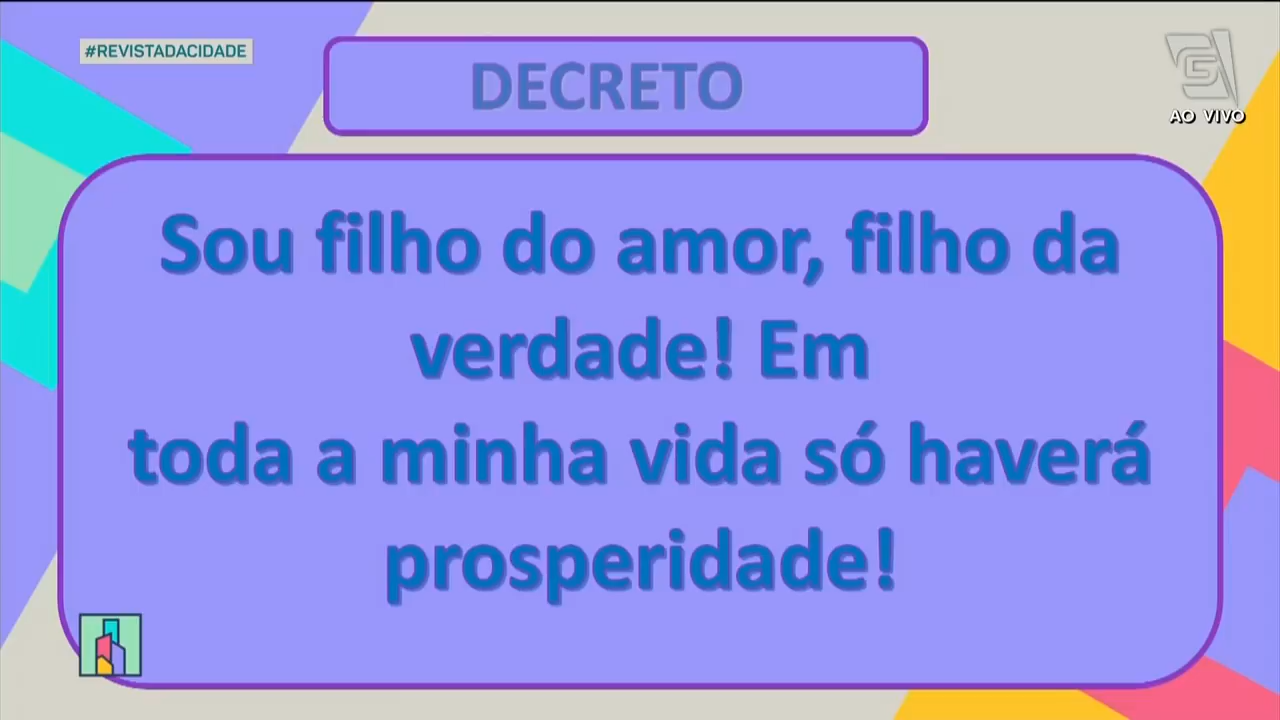 #REVISTADACIDADE
DECRETO
AO VIVO
Sou filho do amor, filho da
verdade! Em
toda a minha vida só haverá
prosperidade!